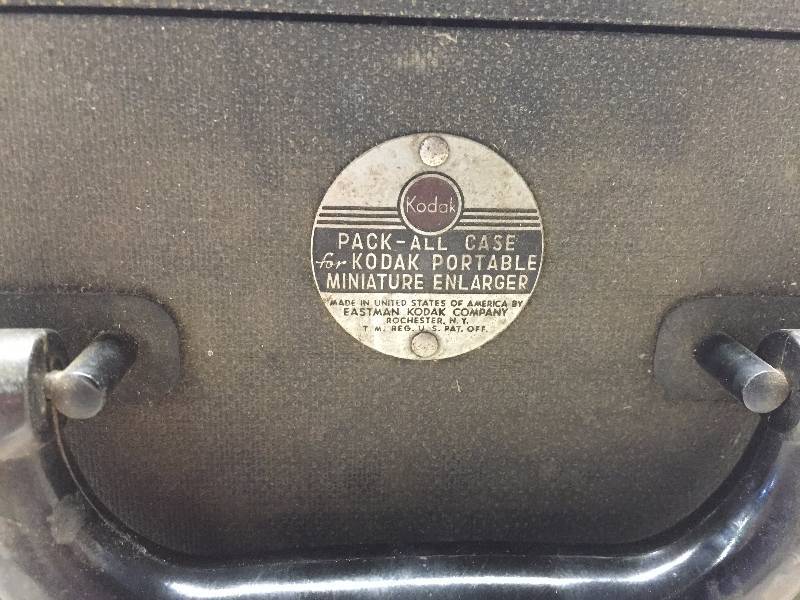 Kodak
PACK-ALL CASE
for KODAK PORTABLE
MINIATURE ENLARGER
MADE IN UNITED STATES OF AMERICA BY
EASTMAN KODAK COMPANY
ROCHESTER, N.Y.
T. M. REG. U. S. PAT. OFF.